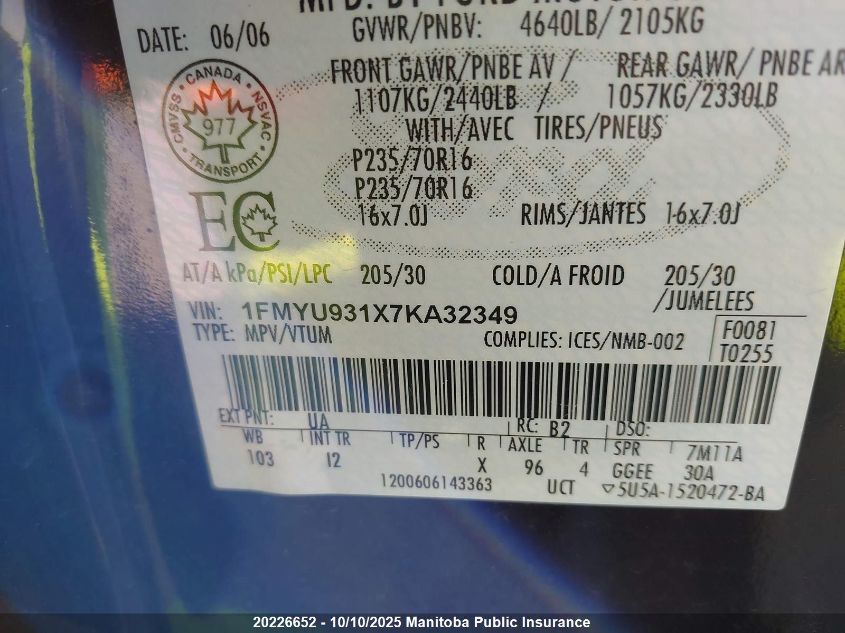 MFD. BY FORD MOTOR
DATE: 06/06 GVWR/PNBV: 4640LB/ 2105KG
FRONT GAWR/PNBE AV / REAR GAWR/ PNBE AR
1107KG/2440LB / 1057KG/2330LB
WITH/AVEC TIRES/PNEUS
CANADA
CMVSS NSVAC
977
TRANSPORT
P235/70R16
P235/70R16
16x7.0J RIMS/JANTES 16x7.0J
EC
AT/A kPa/PSI/LPC 205/30 COLD/A FROID 205/30
/JUMELEES
VIN: 1FMYU931X7KA32349
TYPE: MPV/VTUM COMPLIES: ICES/NMB-002
F0081
T0255
EXT PNT: UA RC: B2 DSO:
WB INT TR TP/PS R AXLE TR SPR 7M11A
103 I2 X 96 4 GGEE 30A
1200606143363 UCT ▽5U5A-1520472-BA
20226652 - 10/10/2025 Manitoba Public Insurance